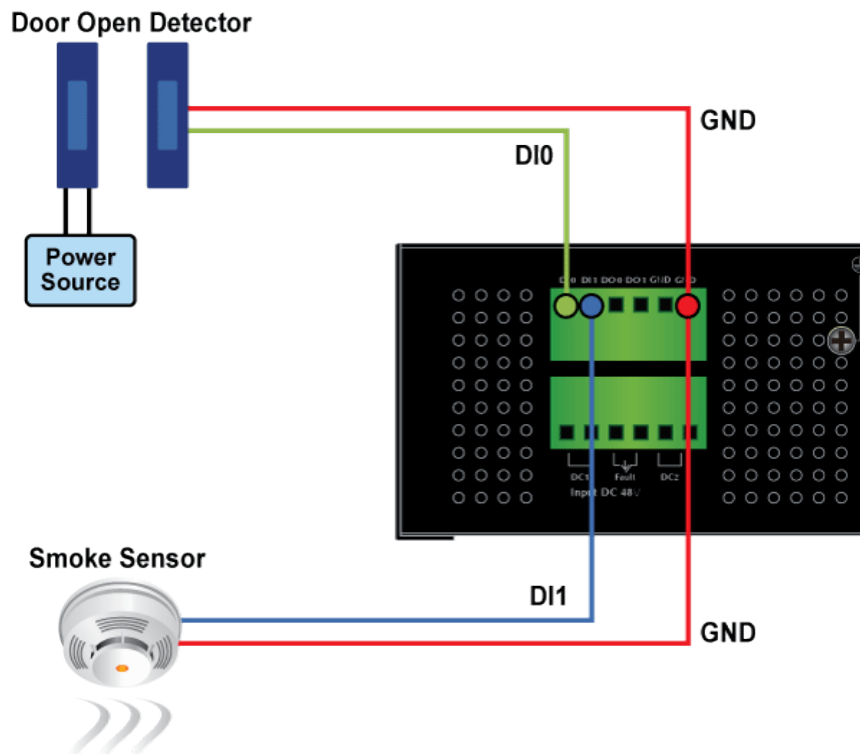 Door Open Detector
GND
DI0
Power
Source
DI0 DI1 DO0 DO1 GND GND
DC1 Fault DC2
Input DC 48V
Smoke Sensor
DI1
GND